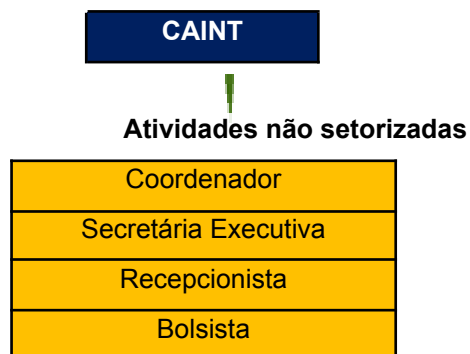 CAINT
Atividades não setorizadas
Coordenador
Secretária Executiva
Recepcionista
Bolsista